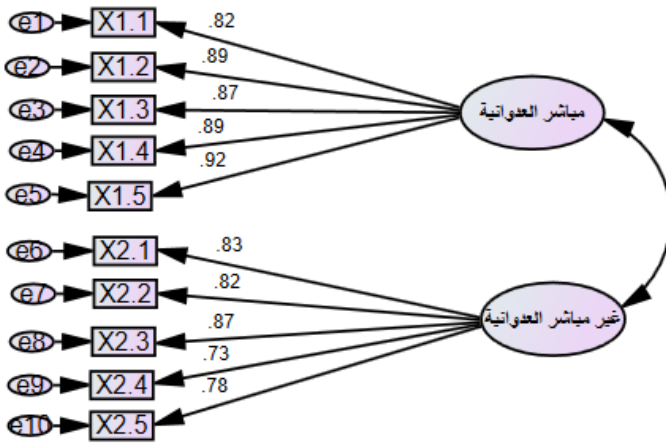 e1 X1.1 .82
e2 X1.2 .89
e3 X1.3 .87
e4 X1.4 .89
e5 X1.5 .92
مباشر العدوانية
e6 X2.1 .83
e7 X2.2 .82
e8 X2.3 .87
e9 X2.4 .73
e10 X2.5 .78
غير مباشر العدوانية